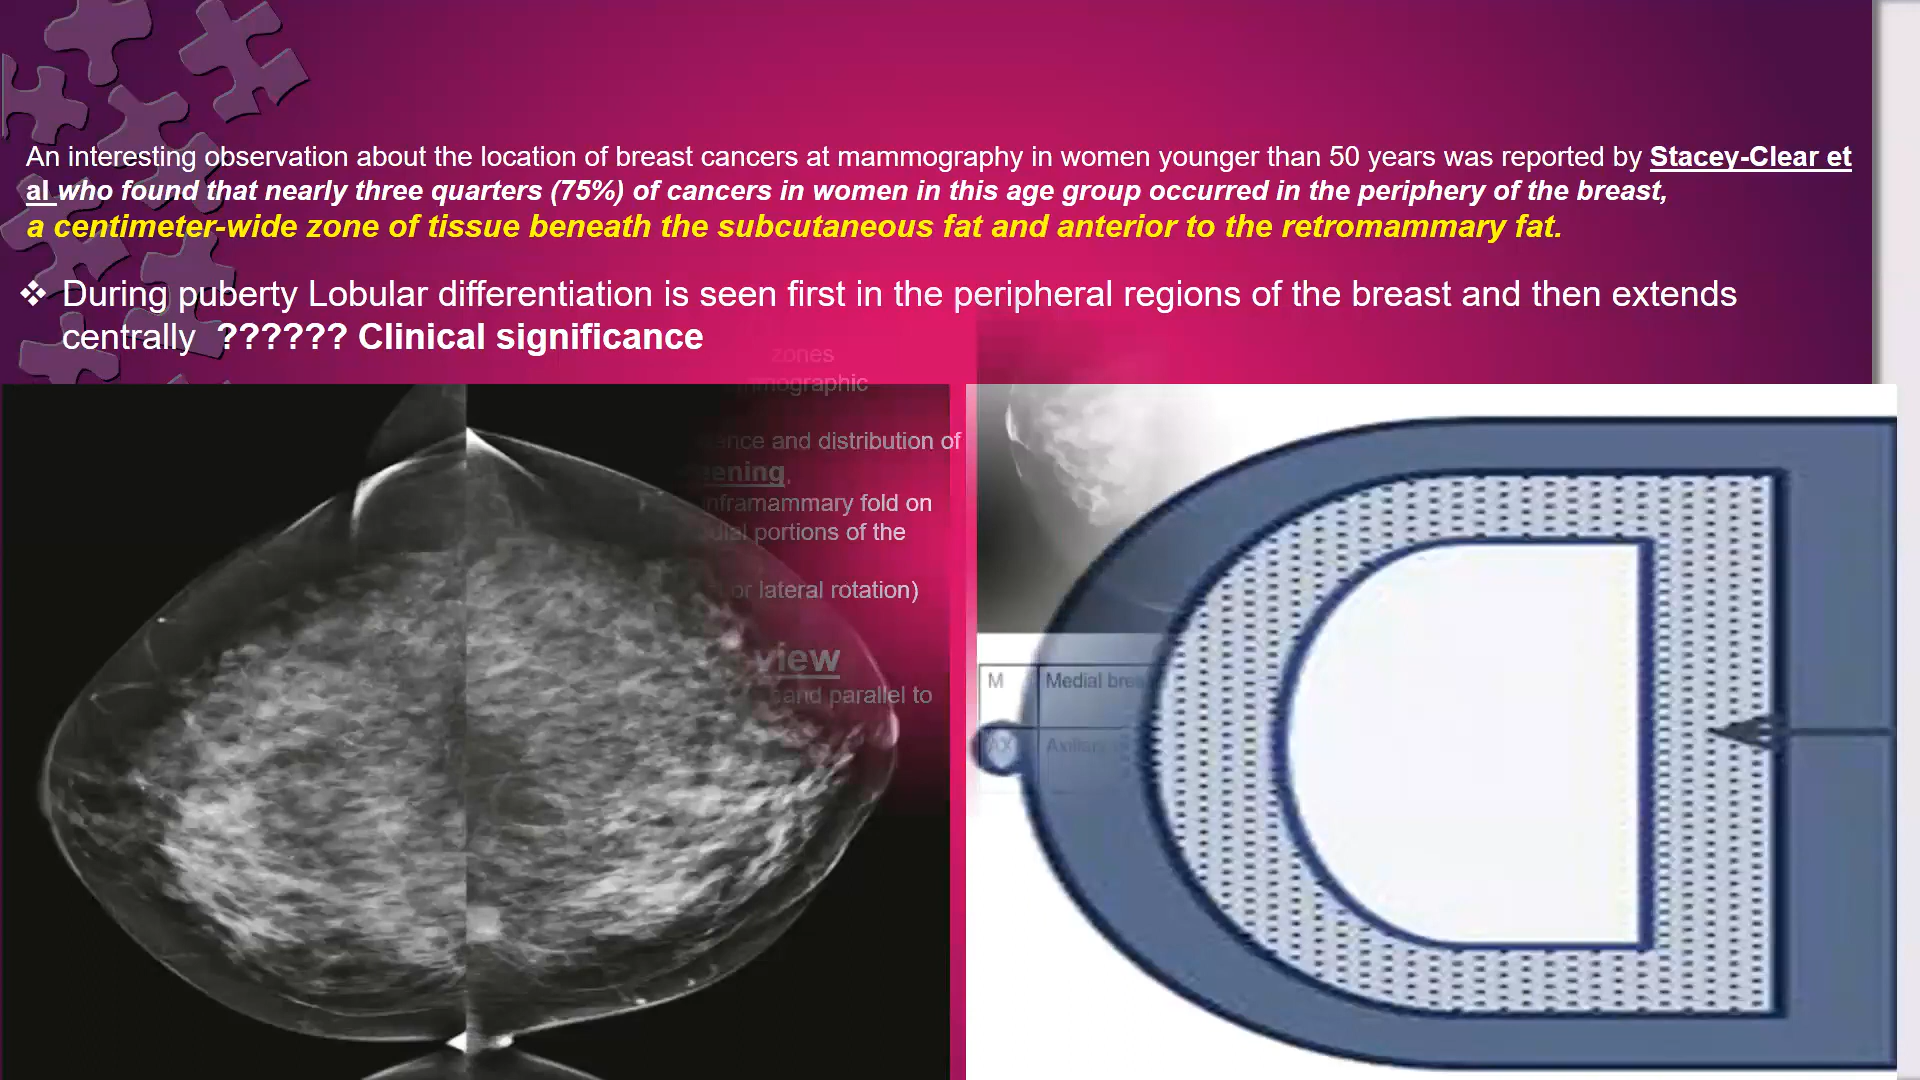 An interesting observation about the location of breast cancers at mammography in women younger than 50 years was reported by Stacey-Clear et
al who found that nearly three quarters (75%) of cancers in women in this age group occurred in the periphery of the breast,
a centimeter-wide zone of tissue beneath the subcutaneous fat and anterior to the retromammary fat.
❖ During puberty Lobular differentiation is seen first in the peripheral regions of the breast and then extends
centrally ?????? Clinical significance
zones
and distribution of
inframammary fold on
portions of the
or lateral rotation)
view
band parallel to
M Medial
AX Axillary